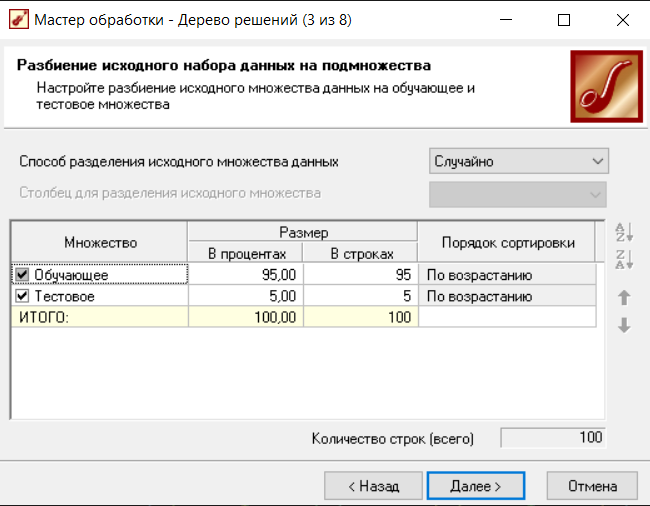 Мастер обработки - Дерево решений (3 из 8)
Разбиение исходного набора данных на подмножества
Настройте разбиение исходного множества данных на обучающее и
тестовое множества
Способ разделения исходного множества данных Случайно
Столбец для разделения исходного множества
Множество Размер Порядок сортировки
В процентах В строках
Обучающее 95,00 95 По возрастанию
Тестовое 5,00 5 По возрастанию
ИТОГО: 100,00 100
Количество строк (всего) 100
< Назад Далее > Отмена